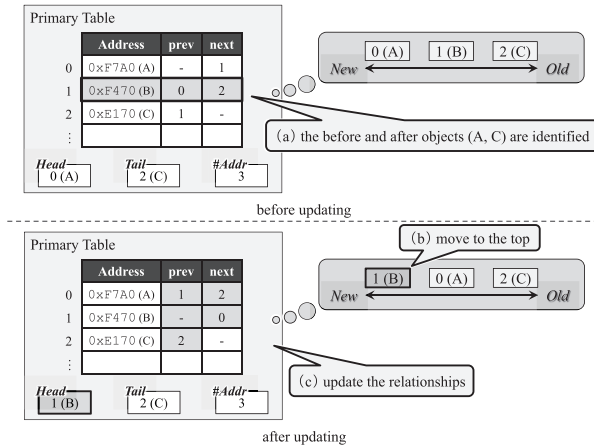 Primary Table
Address prev next
0 0xF7A0 (A) - 1
1 0xF470 (B) 0 2
2 0xE170 (C) 1 -
⋮
Head 0 (A)
Tail 2 (C)
#Addr 3
0 (A) 1 (B) 2 (C)
New Old
(a) the before and after objects (A, C) are identified
before updating
Primary Table
Address prev next
0 0xF7A0 (A) 1 2
1 0xF470 (B) - 0
2 0xE170 (C) 2 -
⋮
Head 1 (B)
Tail 2 (C)
#Addr 3
(b) move to the top
1 (B) 0 (A) 2 (C)
New Old
(c) update the relationships
after updating